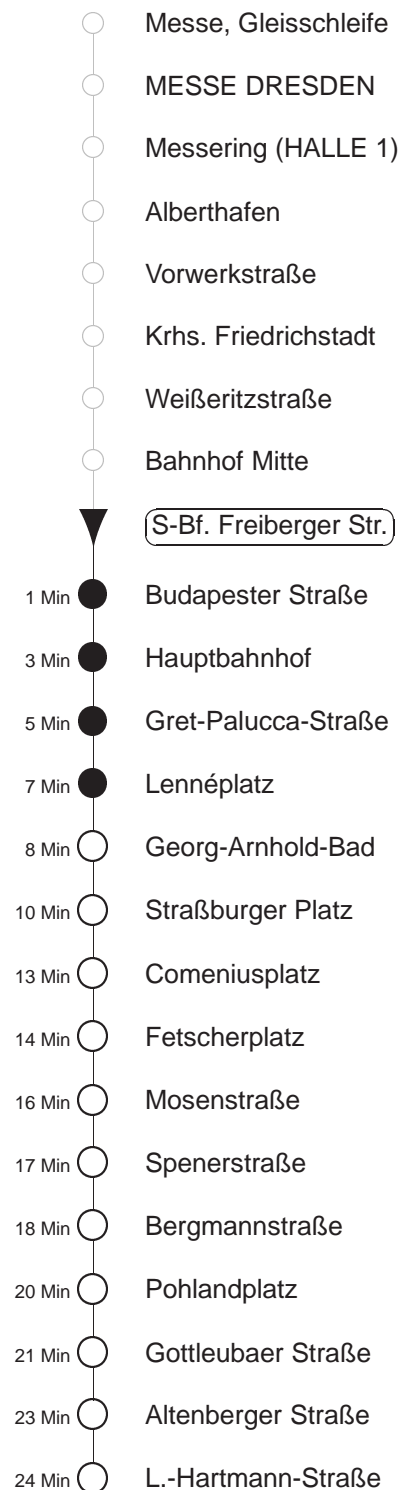 Messe, Gleisschleife
MESSE DRESDEN
Messering (HALLE 1)
Alberthafen
Vorwerkstraße
Krhs. Friedrichstadt
Weißeritzstraße
Bahnhof Mitte
S-Bf. Freiberger Str.
1 Min Budapester Straße
3 Min Hauptbahnhof
5 Min Gret-Palucca-Straße
7 Min Lennéplatz
8 Min Georg-Arnhold-Bad
10 Min Straßburger Platz
13 Min Comeniusplatz
14 Min Fetscherplatz
16 Min Mosenstraße
17 Min Spenerstraße
18 Min Bergmannstraße
20 Min Pohlandplatz
21 Min Gottleubaer Straße
23 Min Altenberger Straße
24 Min L.-Hartmann-Straße